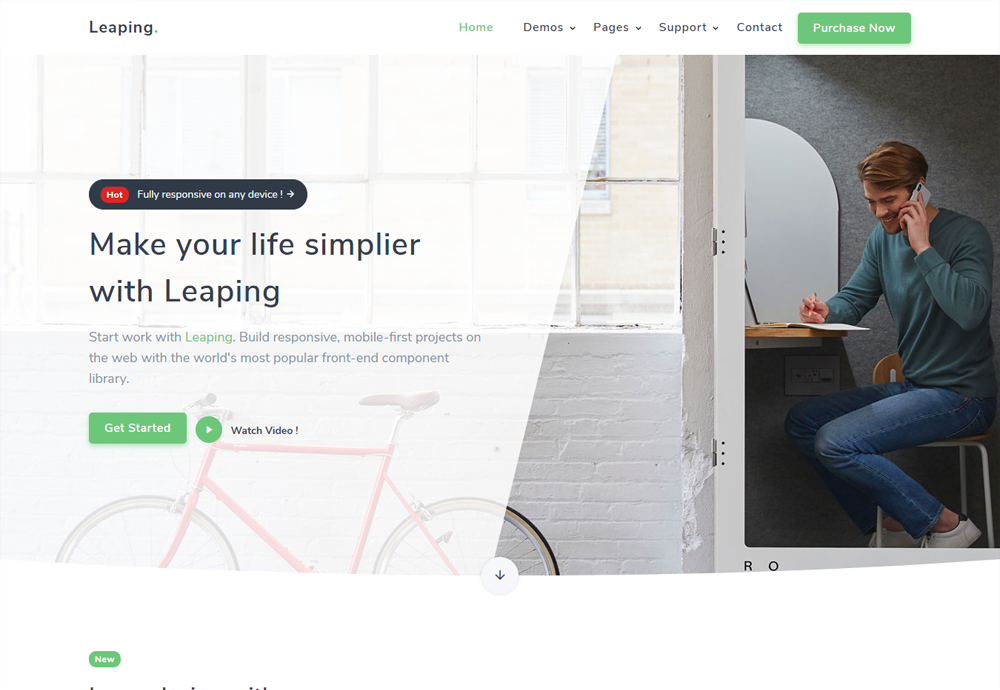 Leaping.
Home Demos Pages Support Contact Purchase Now
Hot Fully responsive on any device ! →
Make your life simplier
with Leaping
Start work with Leaping. Build responsive, mobile-first projects on
the web with the world's most popular front-end component
library.
Get Started Watch Video !
R O
New